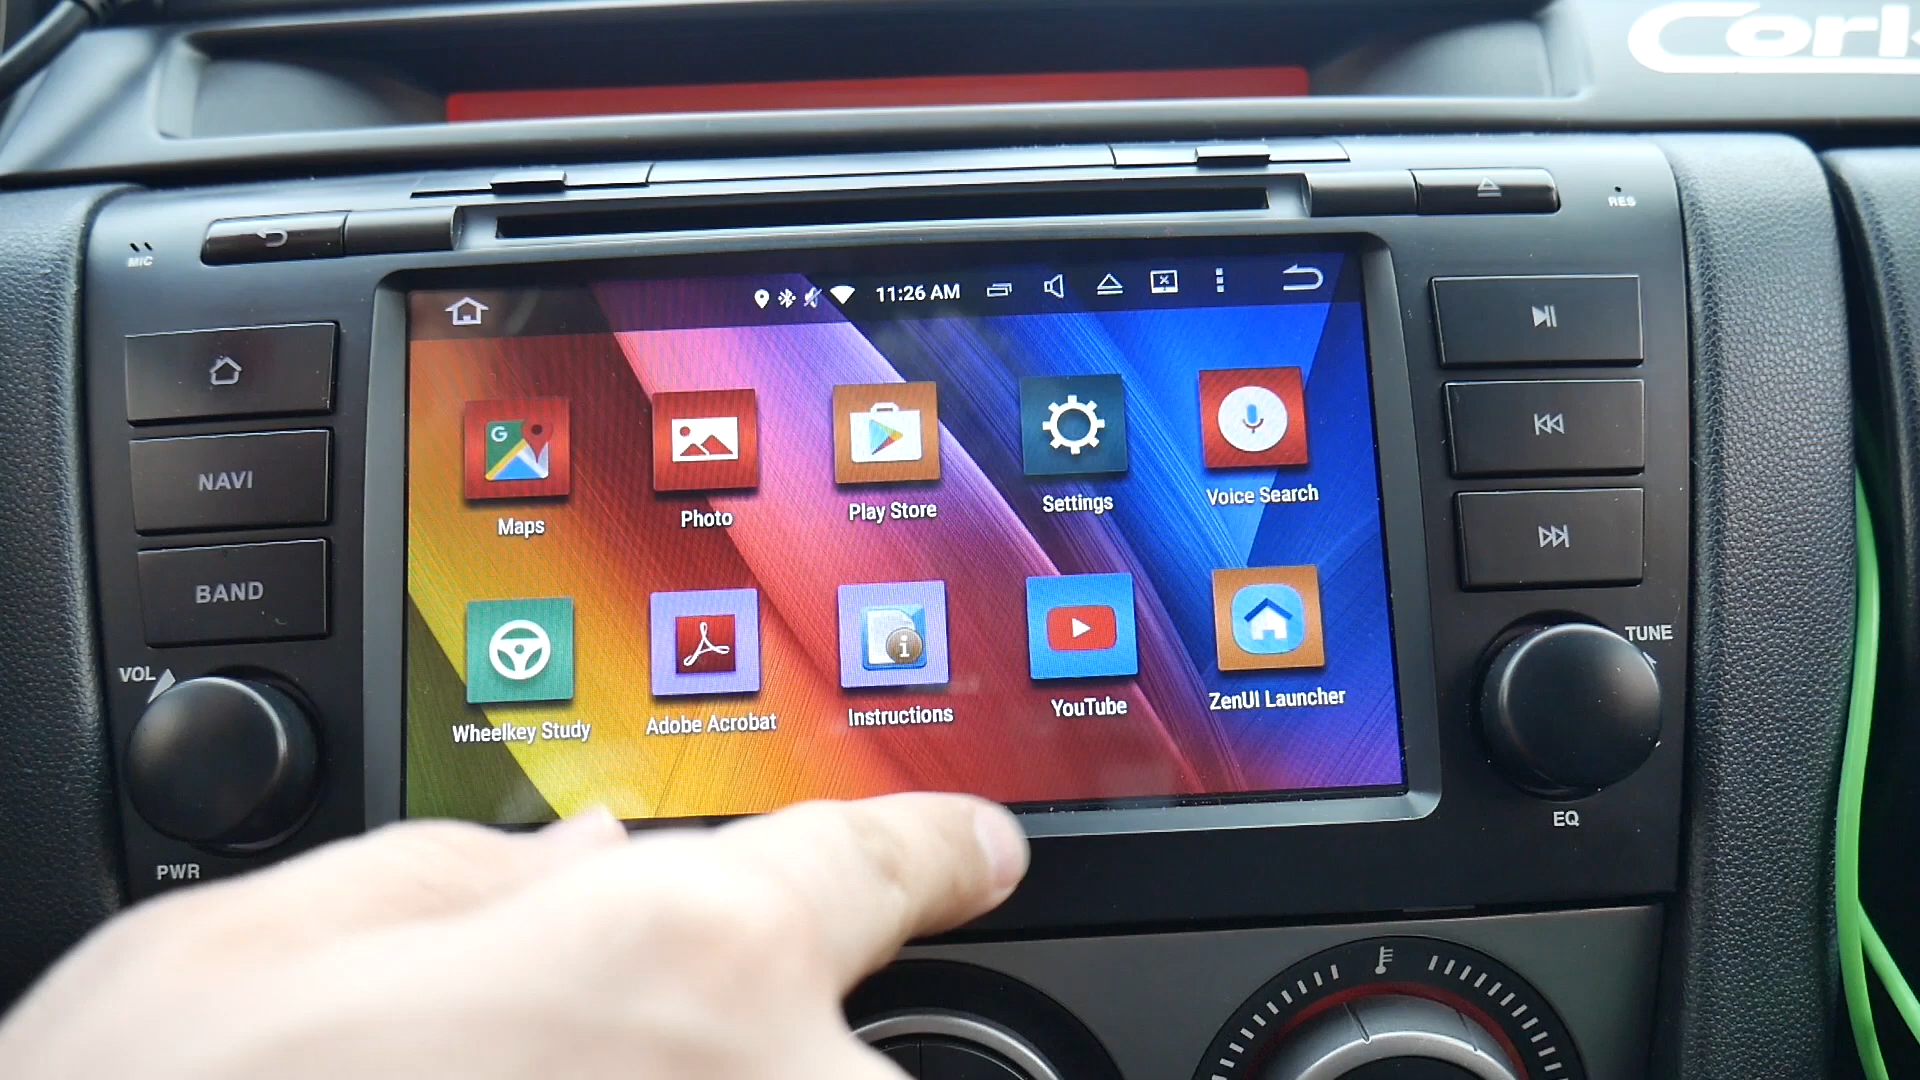 Cork
MIC
RES
11:26 AM
NAVI
BAND
VOL
PWR
TUNE
EQ
G
Maps
Photo
Play Store
Settings
Voice Search
Wheelkey Study
Adobe Acrobat
i
Instructions
YouTube
ZenUI Launcher